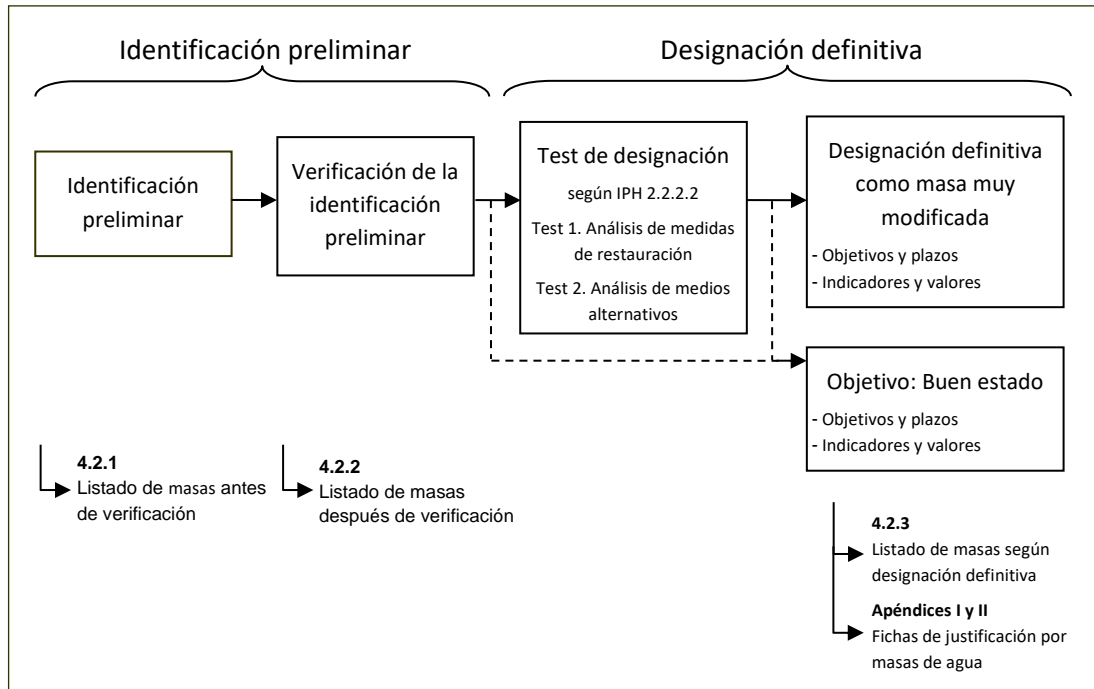 Identificación preliminar
Designación definitiva
Identificación
preliminar
Verificación de la
identificación
preliminar
Test de designación
según IPH 2.2.2.2
Test 1. Análisis de medidas
de restauración
Test 2. Análisis de medios
alternativos
Designación definitiva
como masa muy
modificada
- Objetivos y plazos
- Indicadores y valores
Objetivo: Buen estado
- Objetivos y plazos
- Indicadores y valores
4.2.1
Listado de masas antes
de verificación
4.2.2
Listado de masas
después de verificación
4.2.3
Listado de masas según
designación definitiva
Apéndices I y II
Fichas de justificación por
masas de agua